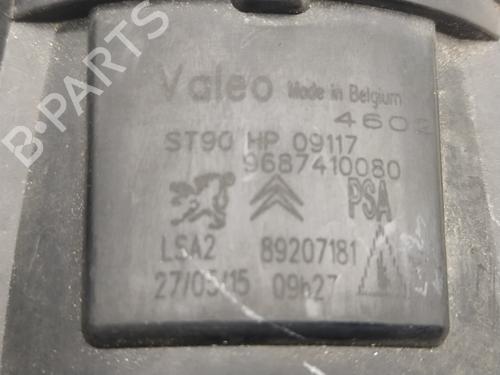 B-PARTS
Valeo Made in Belgium
4602
ST90 HP 09117
9687410080
PSA
LSA2 89207181
27/05/15 09h27